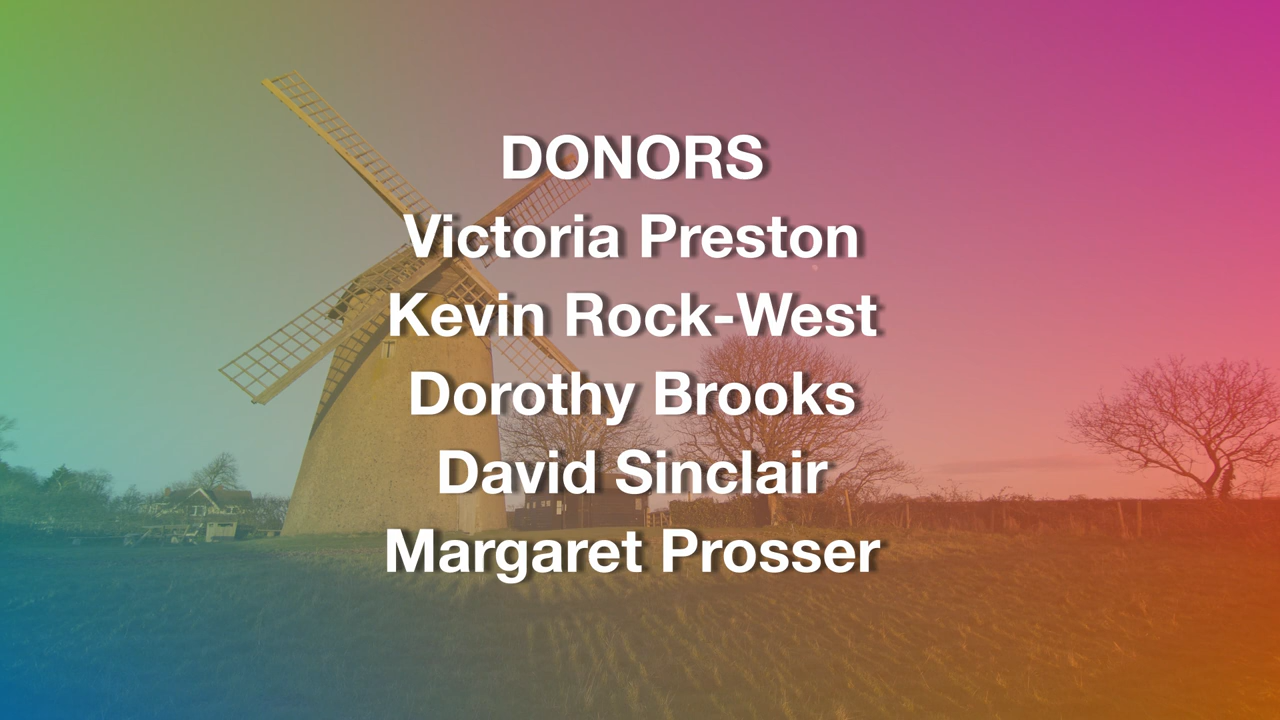 DONORS
Victoria Preston
Kevin Rock-West
Dorothy Brooks
David Sinclair
Margaret Prosser